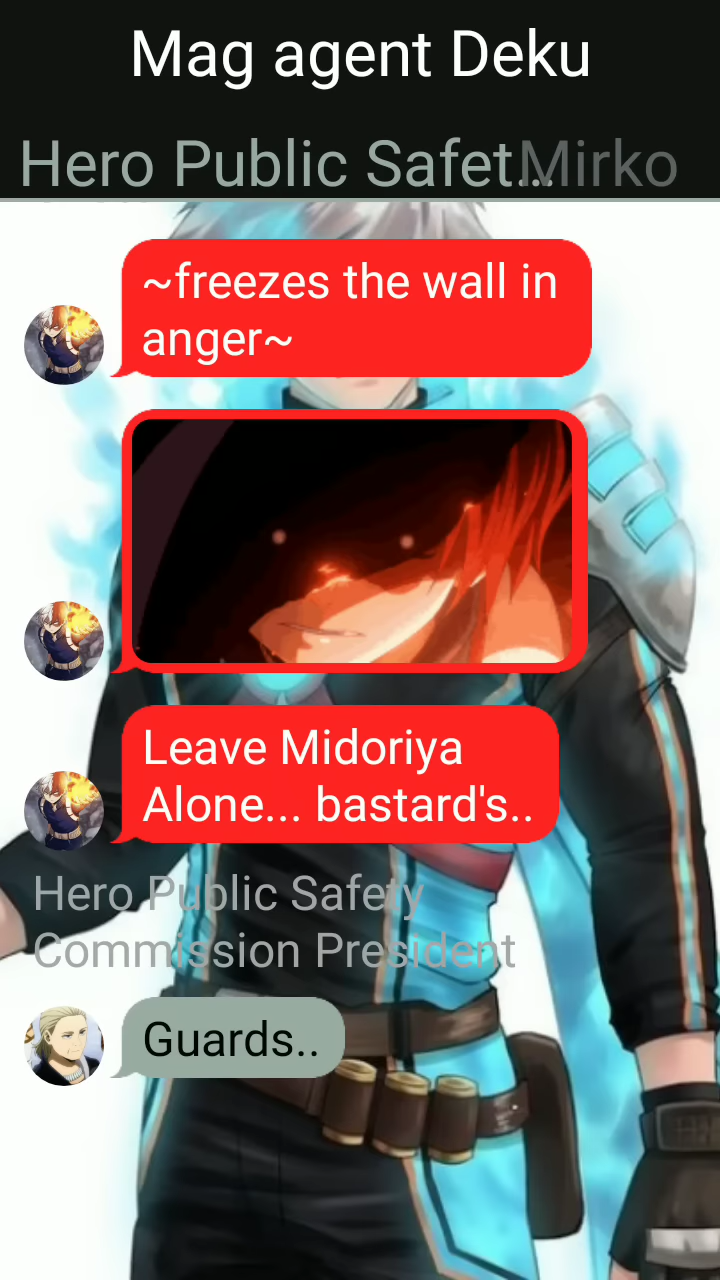 Mag agent Deku
Hero Public Safet...
Mirko
~freezes the wall in
anger~
Leave Midoriya
Alone... bastard's..
Hero Public Safety
Commission President
Guards..